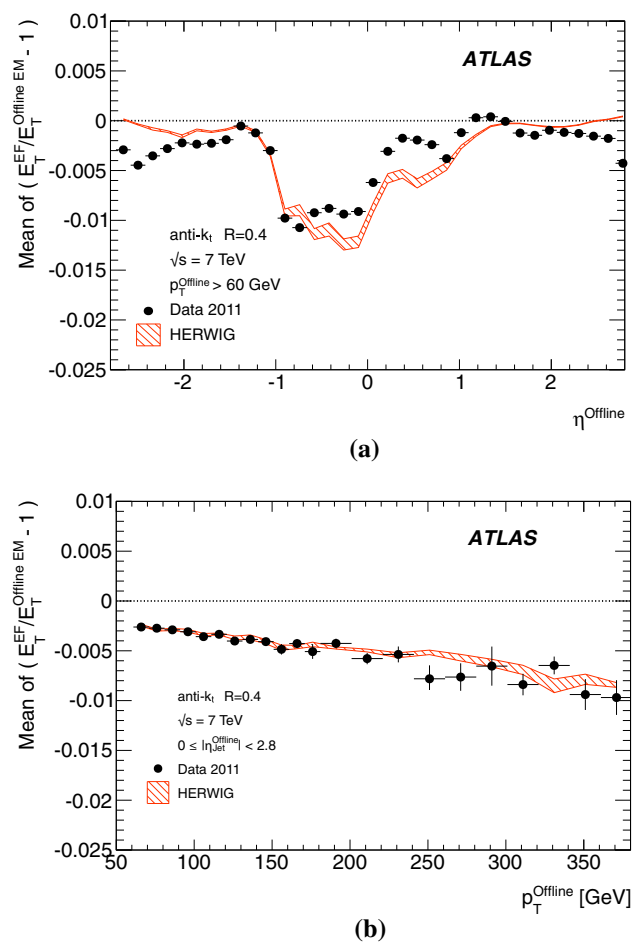 Mean of ( E_T^EF/E_T^Offline EM - 1 )
0.01
0.005
0
-0.005
-0.01
-0.015
-0.02
-0.025
ATLAS
anti-k_t R=0.4
√s = 7 TeV
p_T^Offline > 60 GeV
Data 2011
HERWIG
-2 -1 0 1 2
η^Offline
(a)
Mean of ( E_T^EF/E_T^Offline EM - 1 )
0.01
0.005
0
-0.005
-0.01
-0.015
-0.02
-0.025
ATLAS
anti-k_t R=0.4
√s = 7 TeV
0 ≤ |η_Jet^Offline| < 2.8
Data 2011
HERWIG
50 100 150 200 250 300 350
p_T^Offline [GeV]
(b)